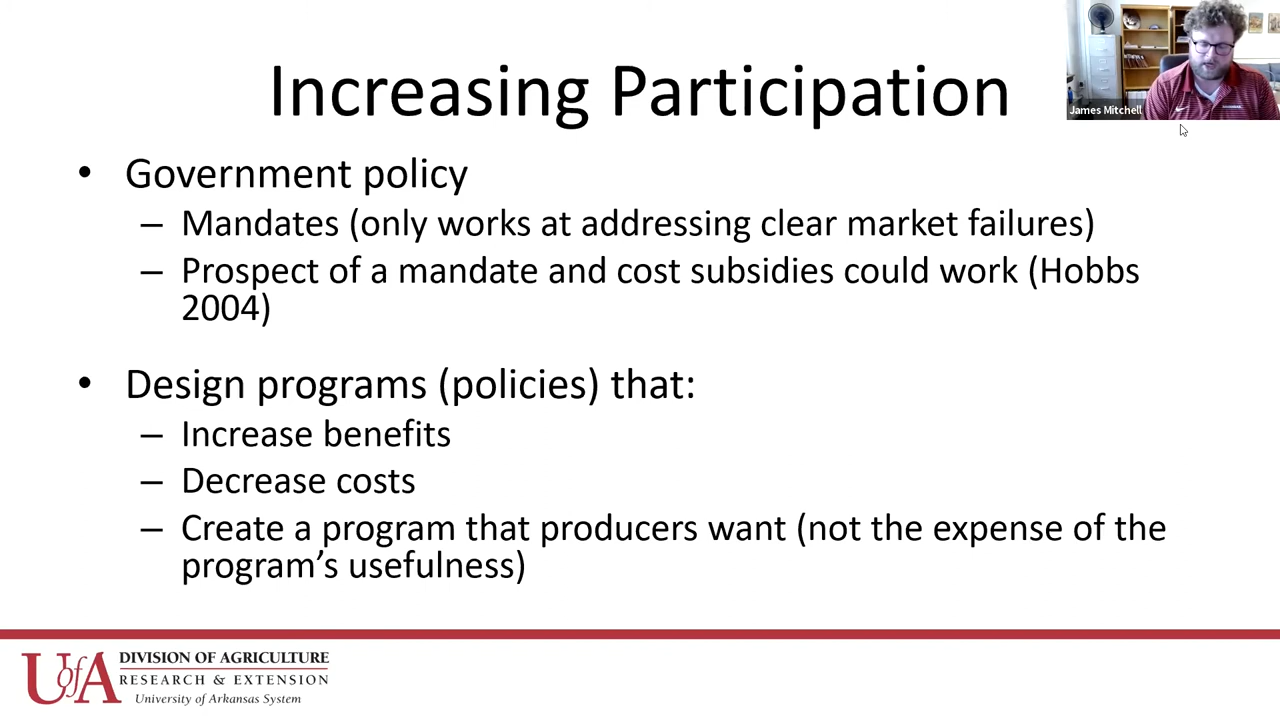 Increasing Participation
James Mitchell
• Government policy
– Mandates (only works at addressing clear market failures)
– Prospect of a mandate and cost subsidies could work (Hobbs
2004)
• Design programs (policies) that:
– Increase benefits
– Decrease costs
– Create a program that producers want (not the expense of the
program’s usefulness)
UofA
DIVISION OF AGRICULTURE
RESEARCH & EXTENSION
University of Arkansas System